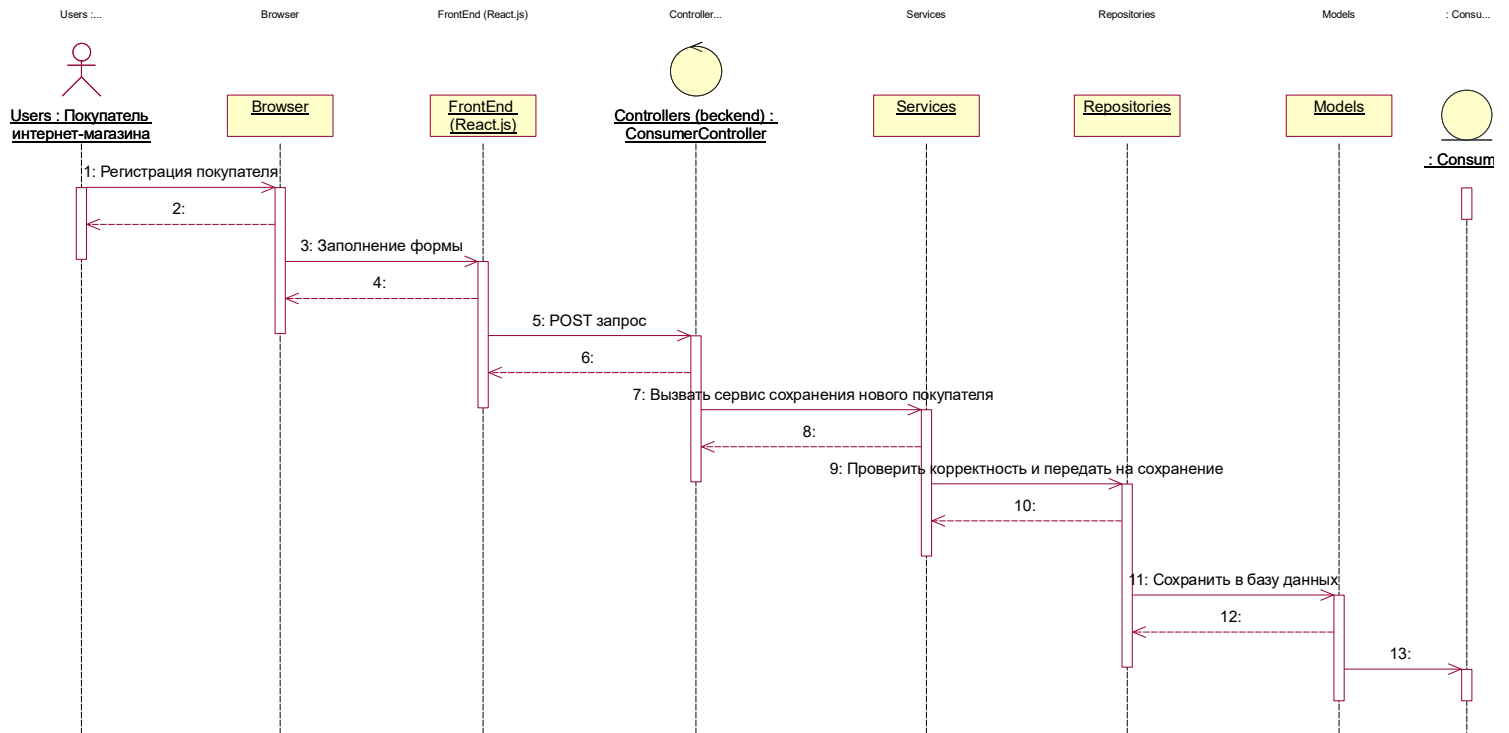 Users :...
Browser
FrontEnd (React.js)
Controller...
Services
Repositories
Models
: Consu...
Users : Покупатель
интернет-магазина
Browser
FrontEnd
(React.js)
Controllers (beckend) :
ConsumerController
Services
Repositories
Models
: Consum
1: Регистрация покупателя
2:
3: Заполнение формы
4:
5: POST запрос
6:
7: Вызвать сервис сохранения нового покупателя
8:
9: Проверить корректность и передать на сохранение
10:
11: Сохранить в базу данных
12:
13: